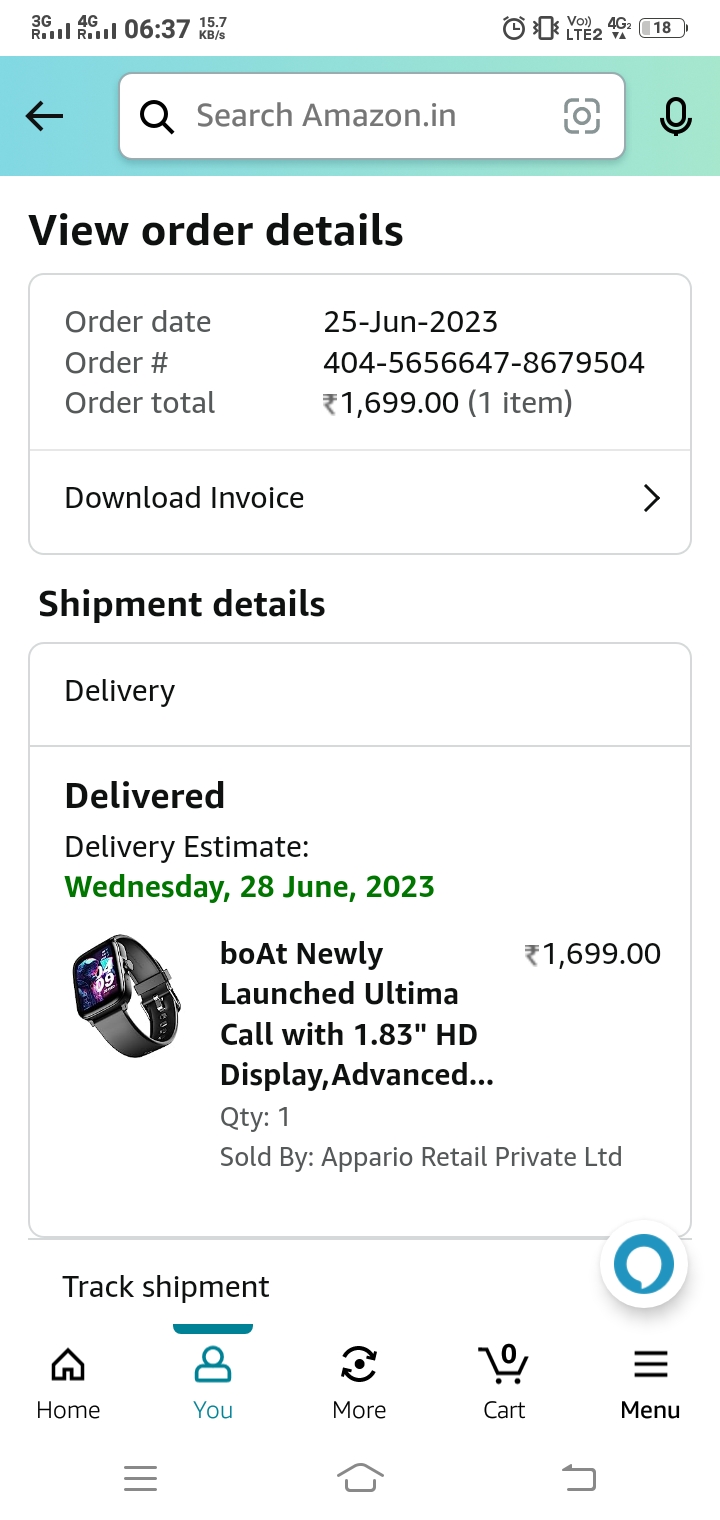 3G
R
4G
R
06:37
15.7
KB/s
Vo))
LTE2
4G2
18
Search Amazon.in
View order details
Order date 25-Jun-2023
Order # 404-5656647-8679504
Order total ₹1,699.00 (1 item)
Download Invoice
Shipment details
Delivery
Delivered
Delivery Estimate:
Wednesday, 28 June, 2023
boAt Newly ₹1,699.00
Launched Ultima
Call with 1.83" HD
Display,Advanced...
Qty: 1
Sold By: Appario Retail Private Ltd
Track shipment
0
Home You More Cart Menu